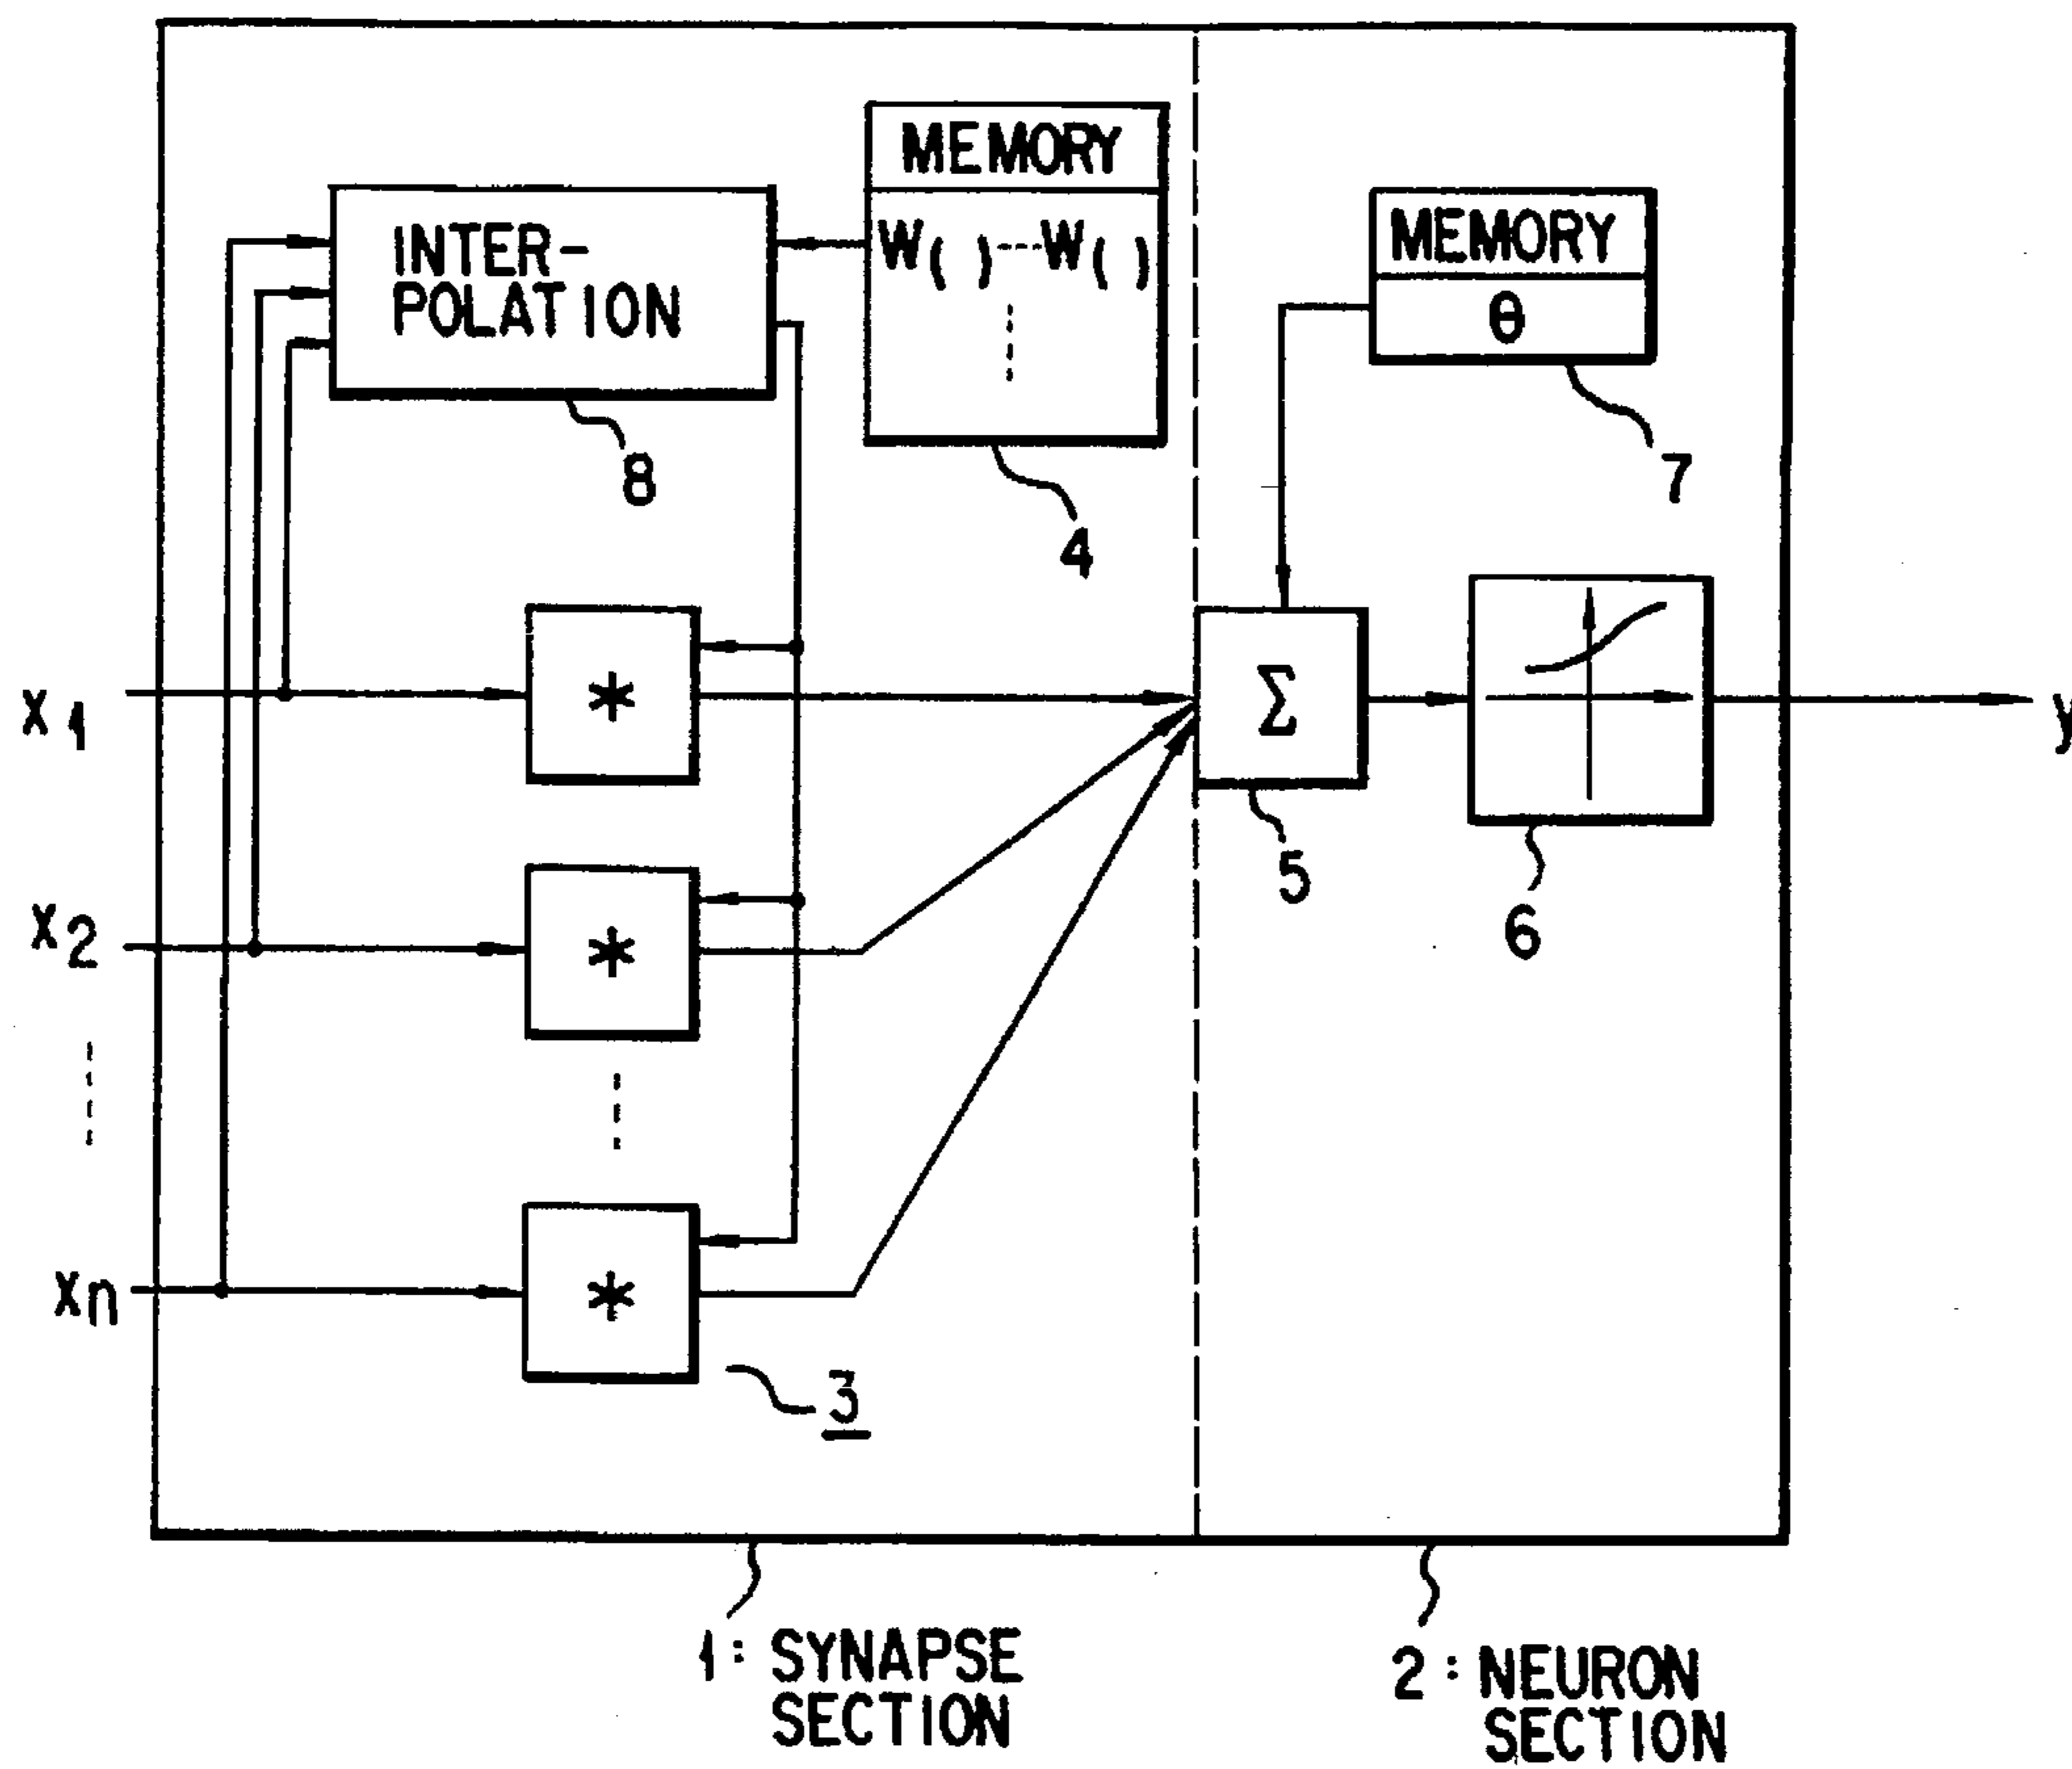 MEMORY
INTER-
POLATION
W( )---W( )
MEMORY
θ
8
4
7
X1
*
Σ
y
5
6
X2
*
Xn
*
3
1: SYNAPSE
SECTION
2: NEURON
SECTION